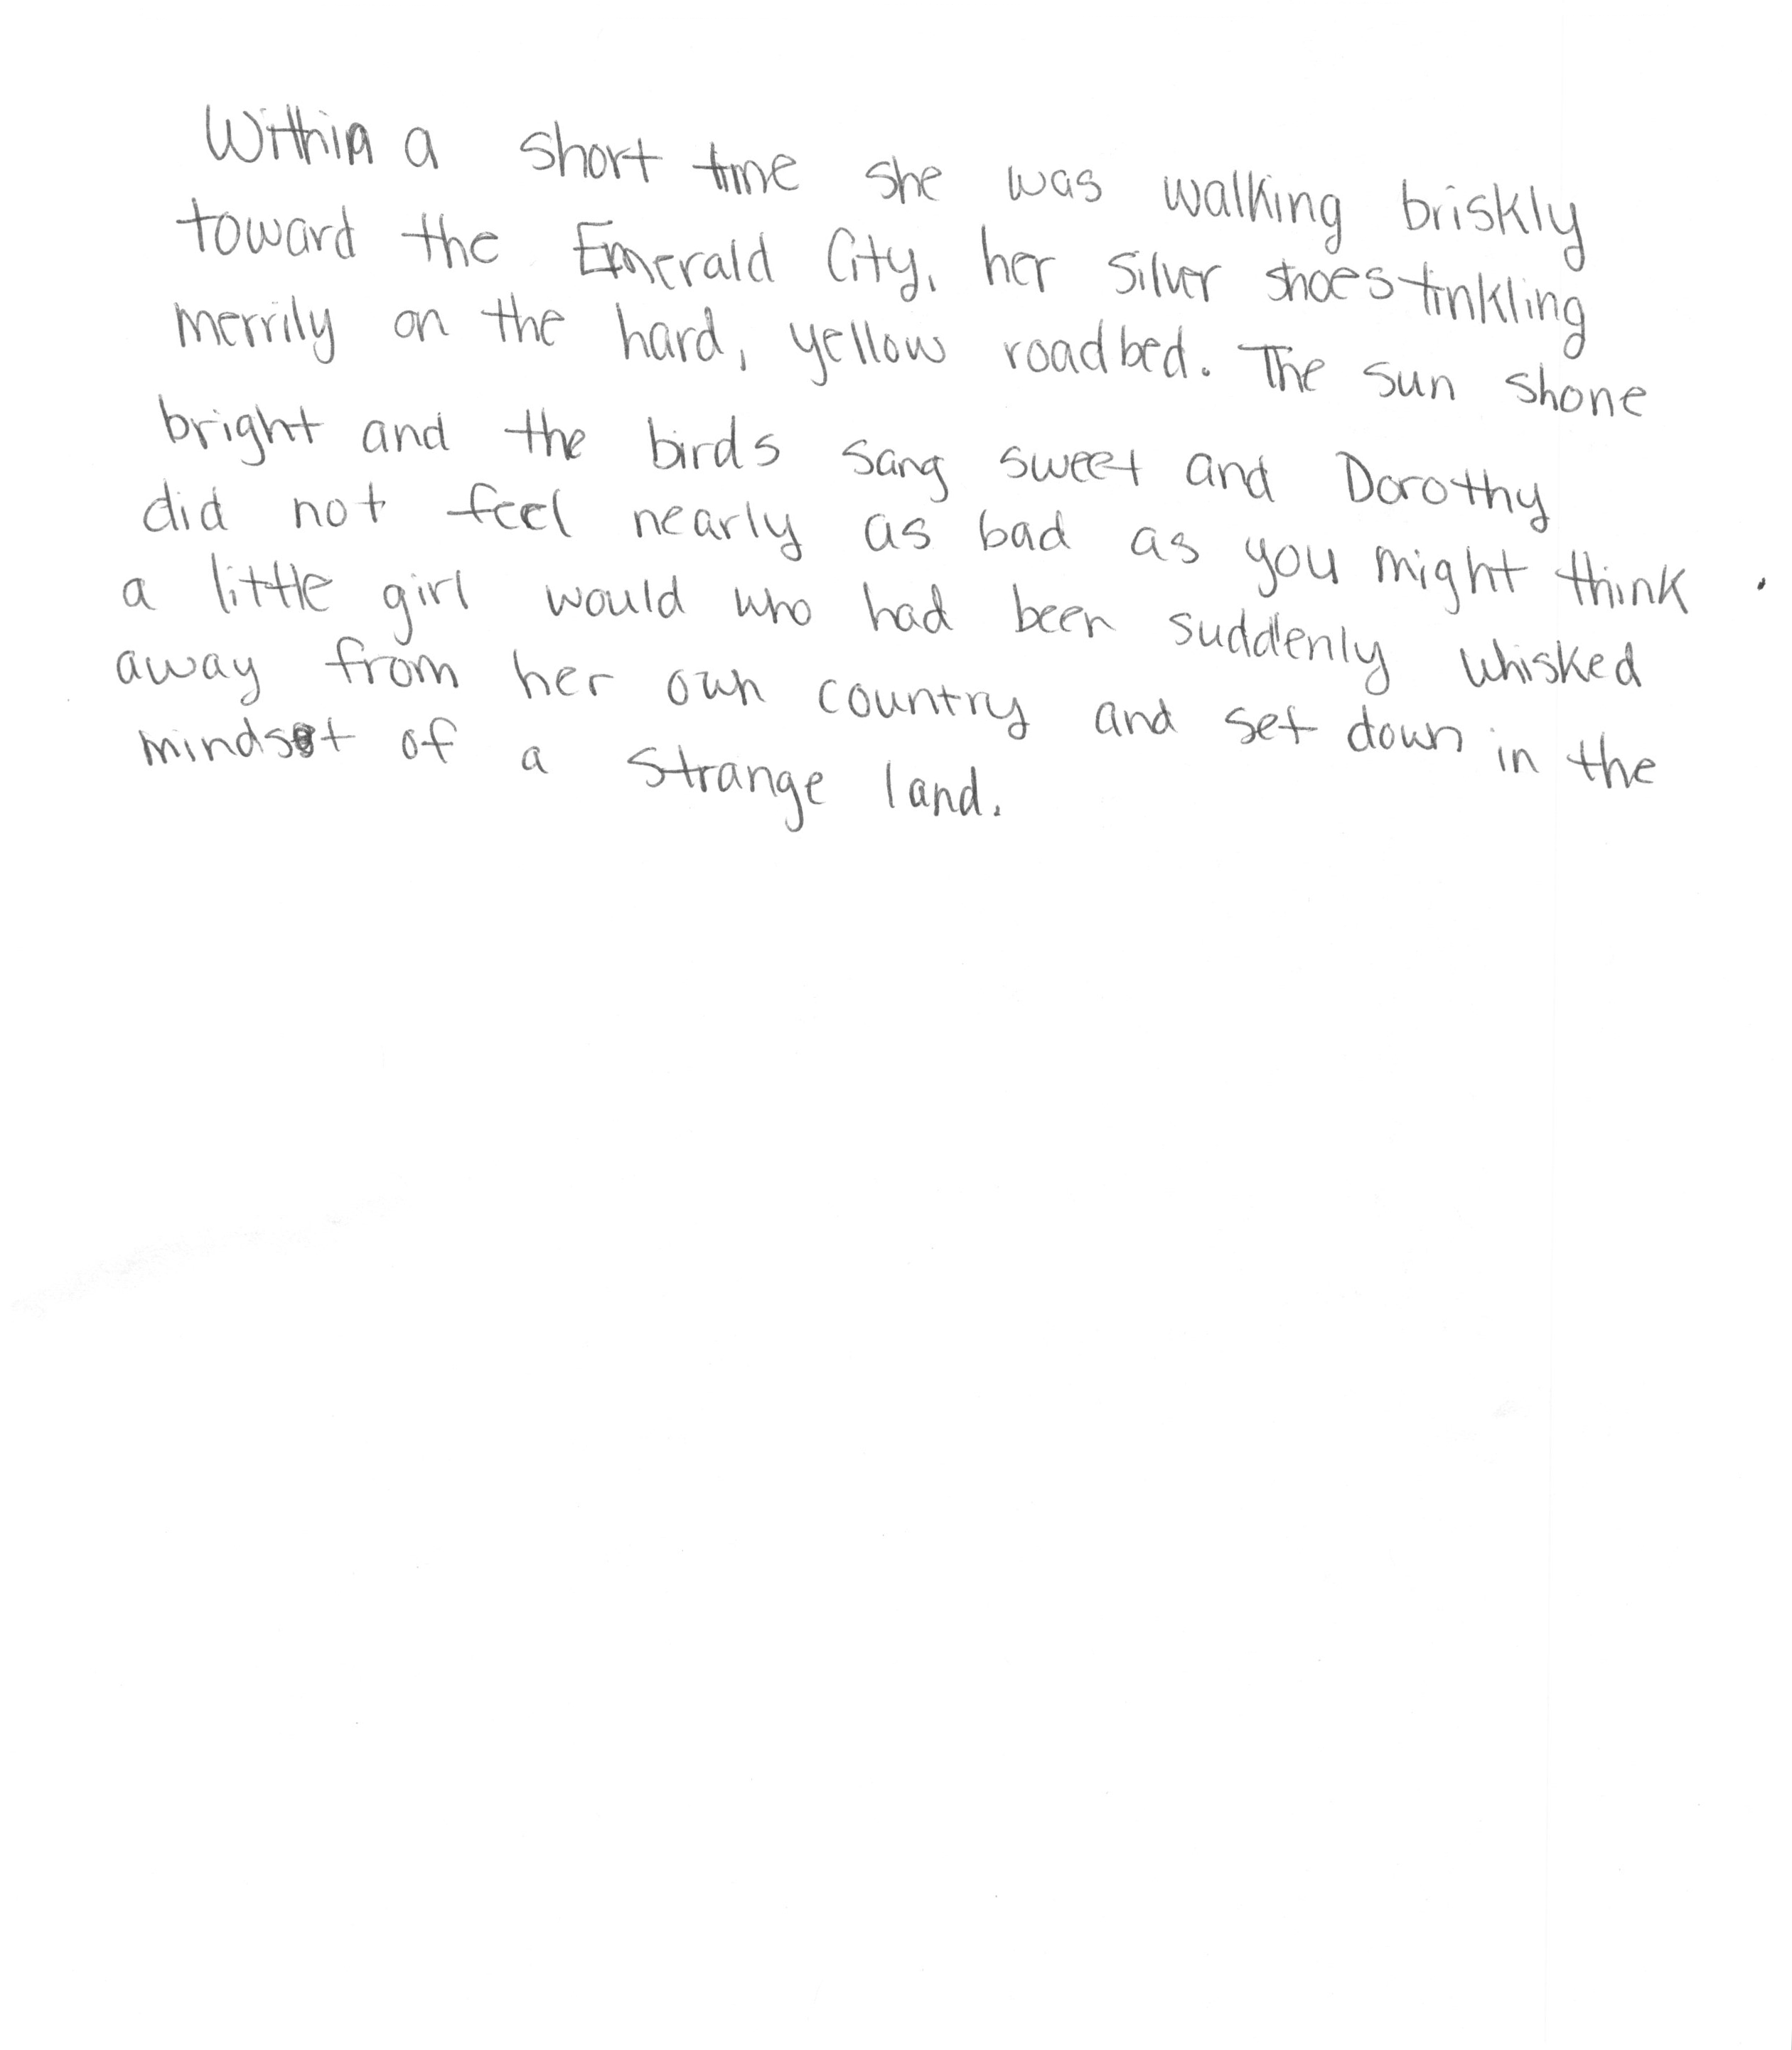 Within a short time she was walking briskly
toward the Emerald City, her silver shoes tinkling
merrily on the hard, yellow roadbed. The sun shone
bright and the birds sang sweet and Dorothy
did not feel nearly as bad as you might think
a little girl would who had been suddenly whisked
away from her own country and set down in the
mindset of a strange land.